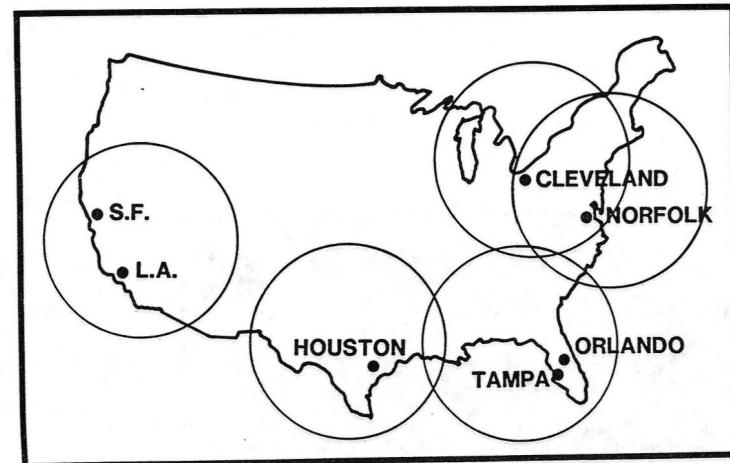 CLEVELAND
S.F.
NORFOLK
L.A.
HOUSTON
ORLANDO
TAMPA